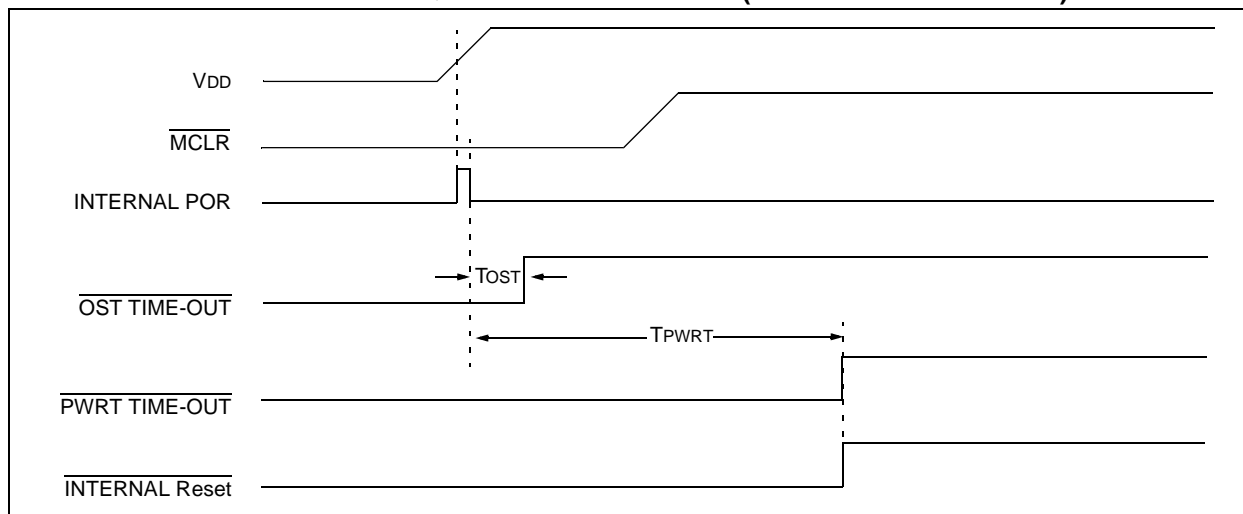 VDD
MCLR
INTERNAL POR
TOST
OST TIME-OUT
TPWRT
PWRT TIME-OUT
INTERNAL Reset